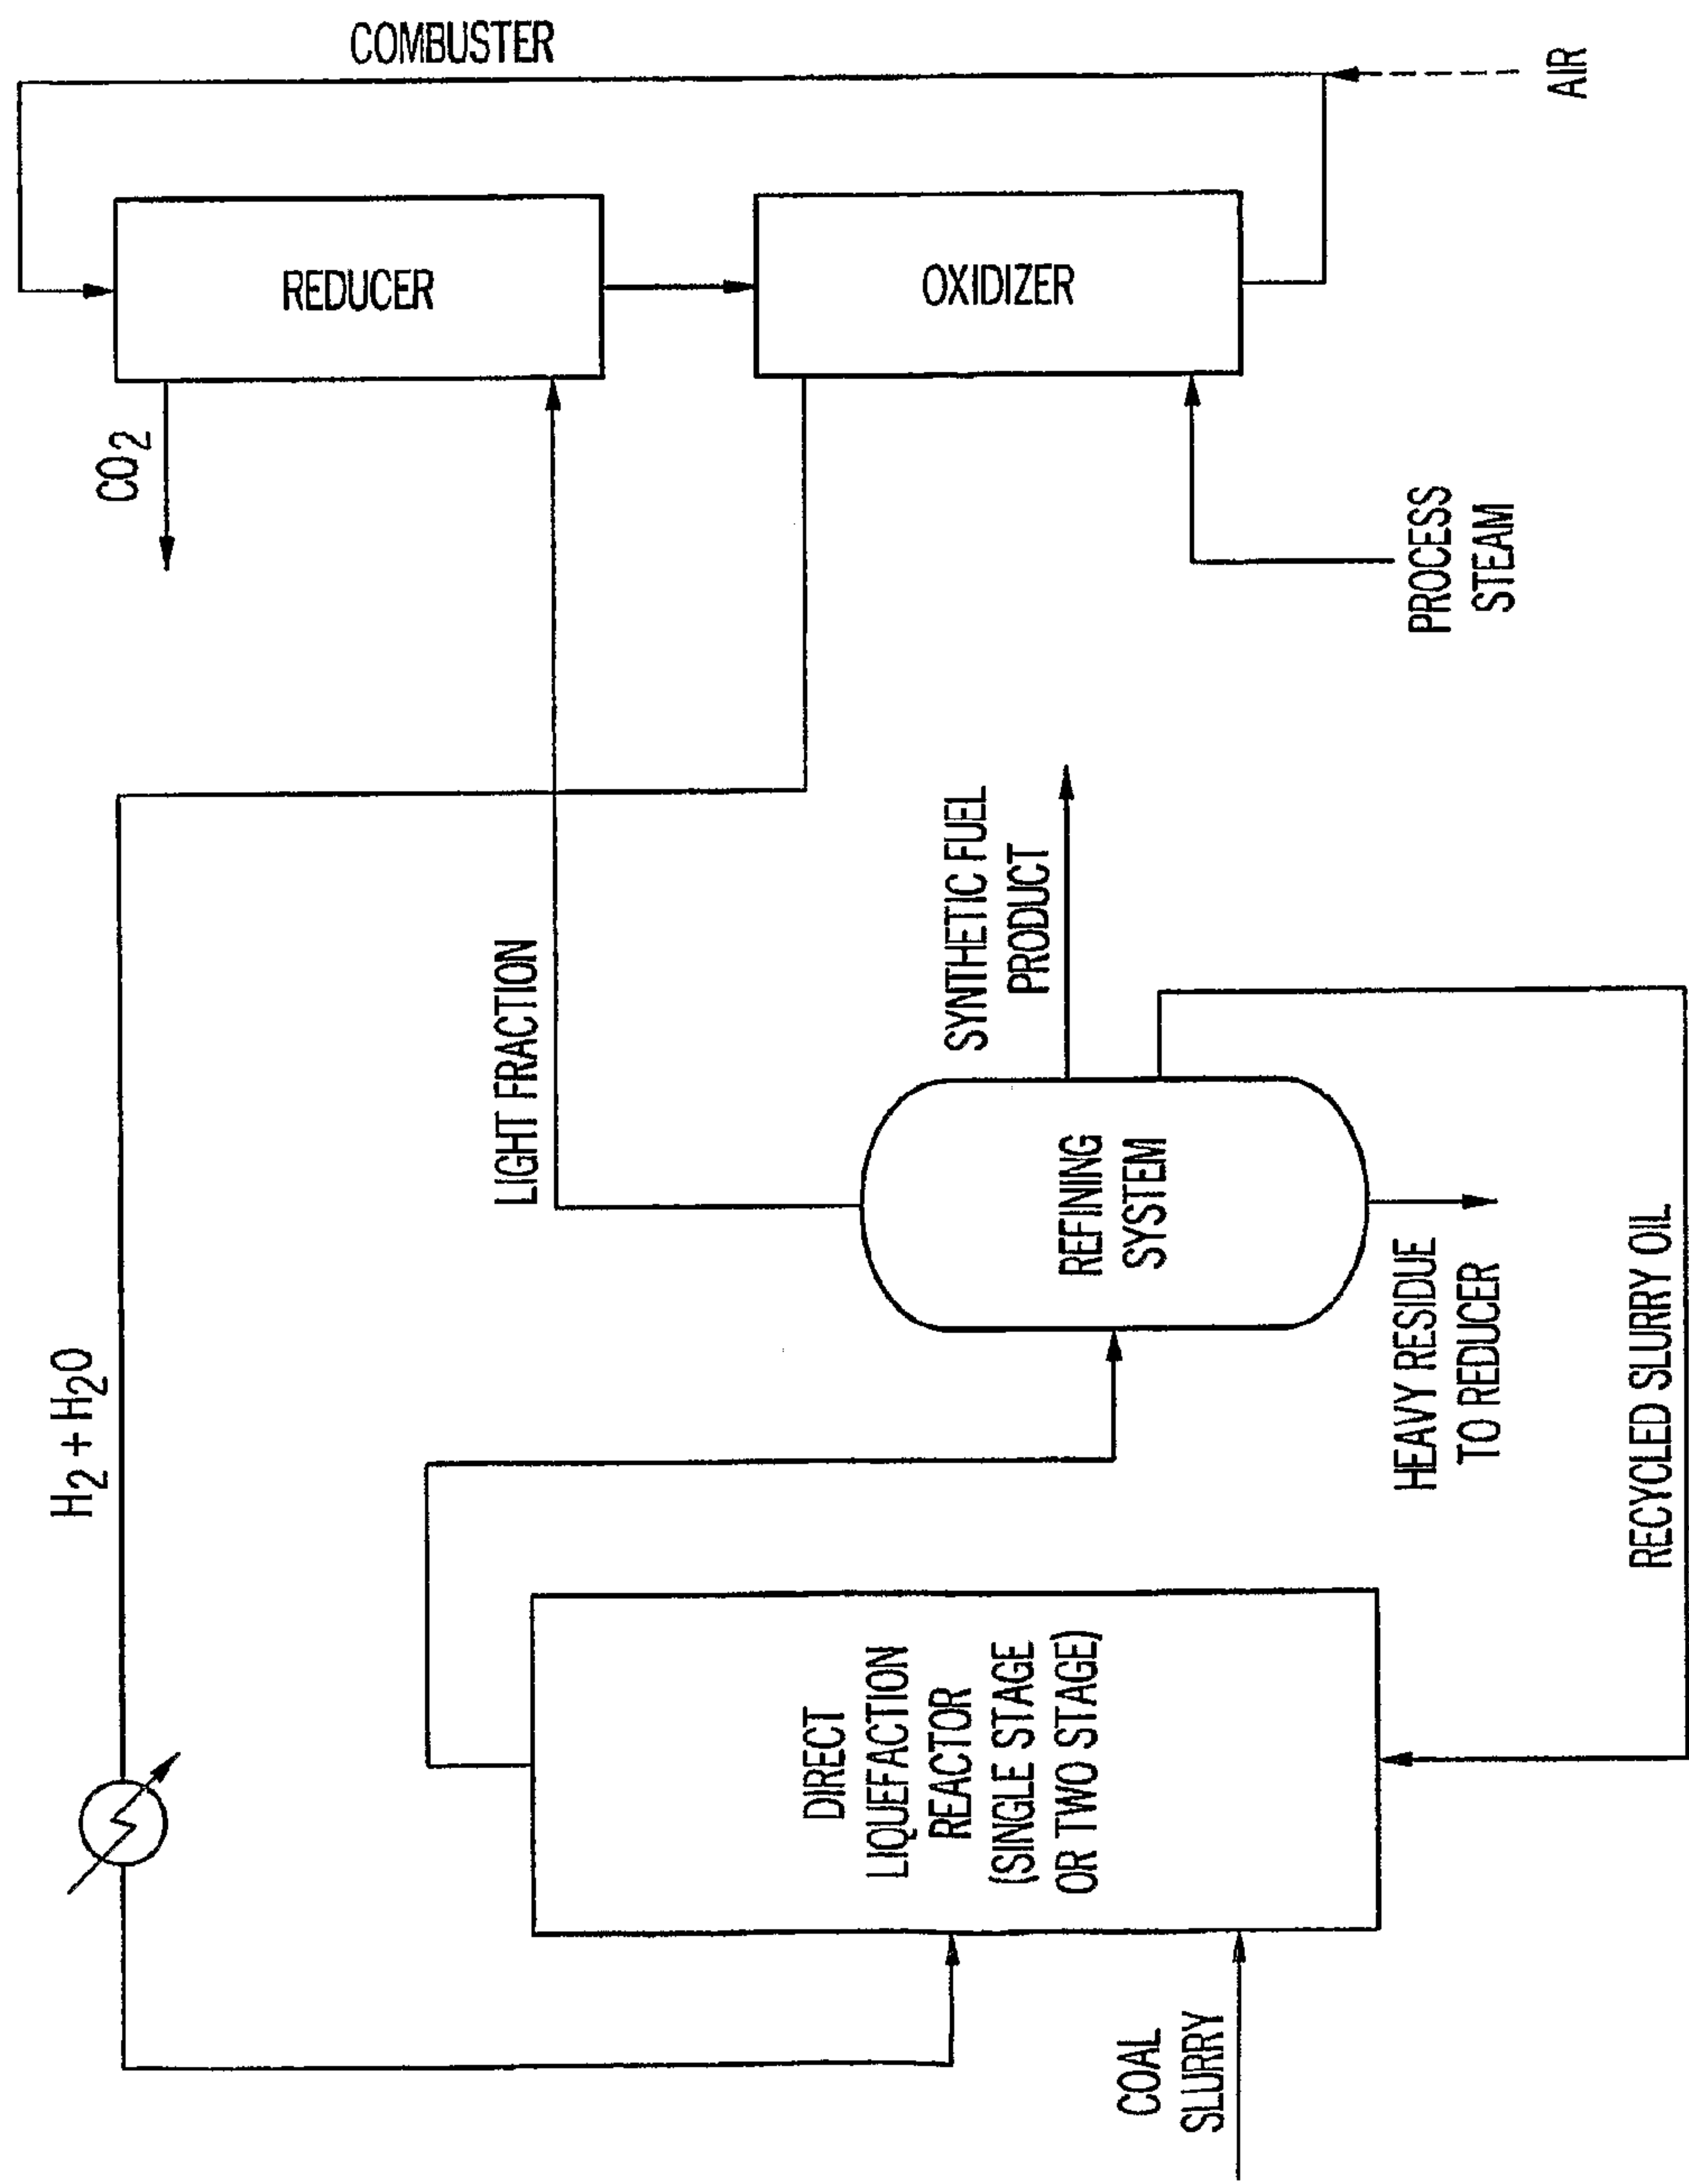 COMBUSTER
REDUCER
OXIDIZER
AIR
CO2
PROCESS
STEAM
H2 + H2O
LIGHT FRACTION
SYNTHETIC FUEL
PRODUCT
REFINING
SYSTEM
HEAVY RESIDUE
TO REDUCER
RECYCLED SLURRY OIL
DIRECT
LIQUEFACTION
REACTOR
(SINGLE STAGE
OR TWO STAGE)
COAL
SLURRY